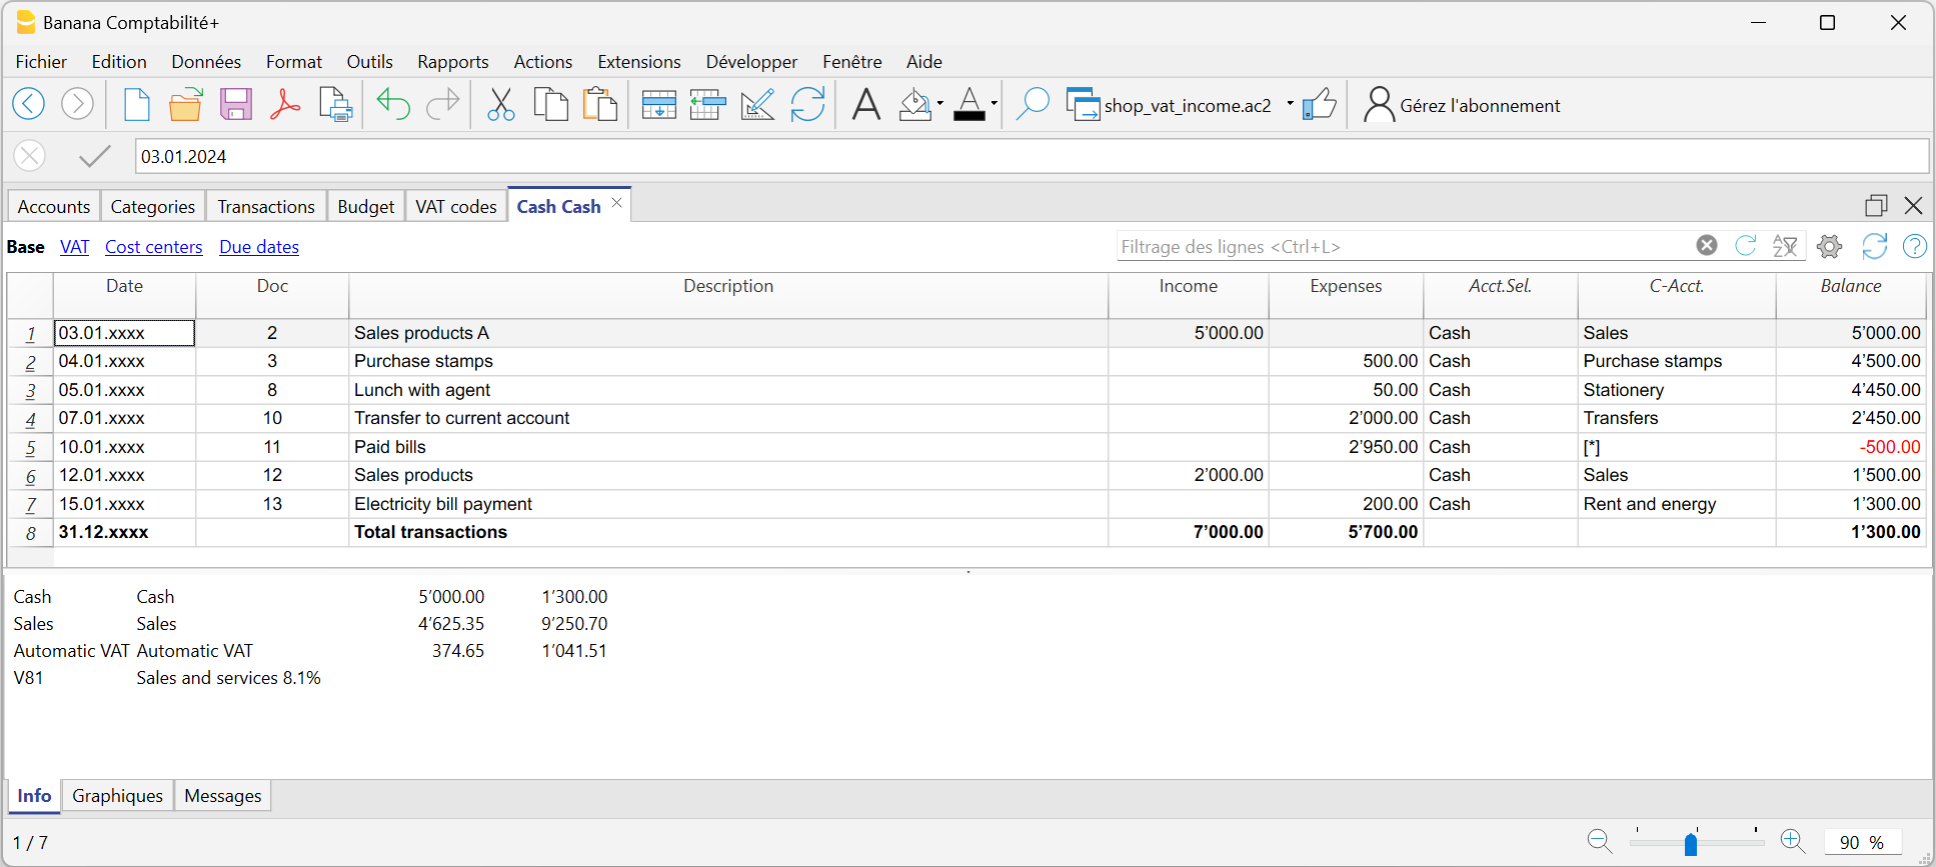 Banana Comptabilité+
Fichier Edition Données Format Outils Rapports Actions Extensions Développer Fenêtre Aide
shop_vat_income.ac2 Gérez l'abonnement
03.01.2024
Accounts Categories Transactions Budget VAT codes Cash Cash
Base VAT Cost centers Due dates Filtrage des lignes <Ctrl+L>
Date Doc Description Income Expenses Acct.Sel. C-Acct. Balance
1 03.01.xxxx 2 Sales products A 5’000.00 Cash Sales 5’000.00
2 04.01.xxxx 3 Purchase stamps 500.00 Cash Purchase stamps 4’500.00
3 05.01.xxxx 8 Lunch with agent 50.00 Cash Stationery 4’450.00
4 07.01.xxxx 10 Transfer to current account 2’000.00 Cash Transfers 2’450.00
5 10.01.xxxx 11 Paid bills 2’950.00 Cash [*] -500.00
6 12.01.xxxx 12 Sales products 2’000.00 Cash Sales 1’500.00
7 15.01.xxxx 13 Electricity bill payment 200.00 Cash Rent and energy 1’300.00
8 31.12.xxxx Total transactions 7’000.00 5’700.00 1’300.00
Cash Cash 5’000.00 1’300.00
Sales Sales 4’625.35 9’250.70
Automatic VAT Automatic VAT 374.65 1’041.51
V81 Sales and services 8.1%
Info Graphiques Messages
1 / 7 90 %